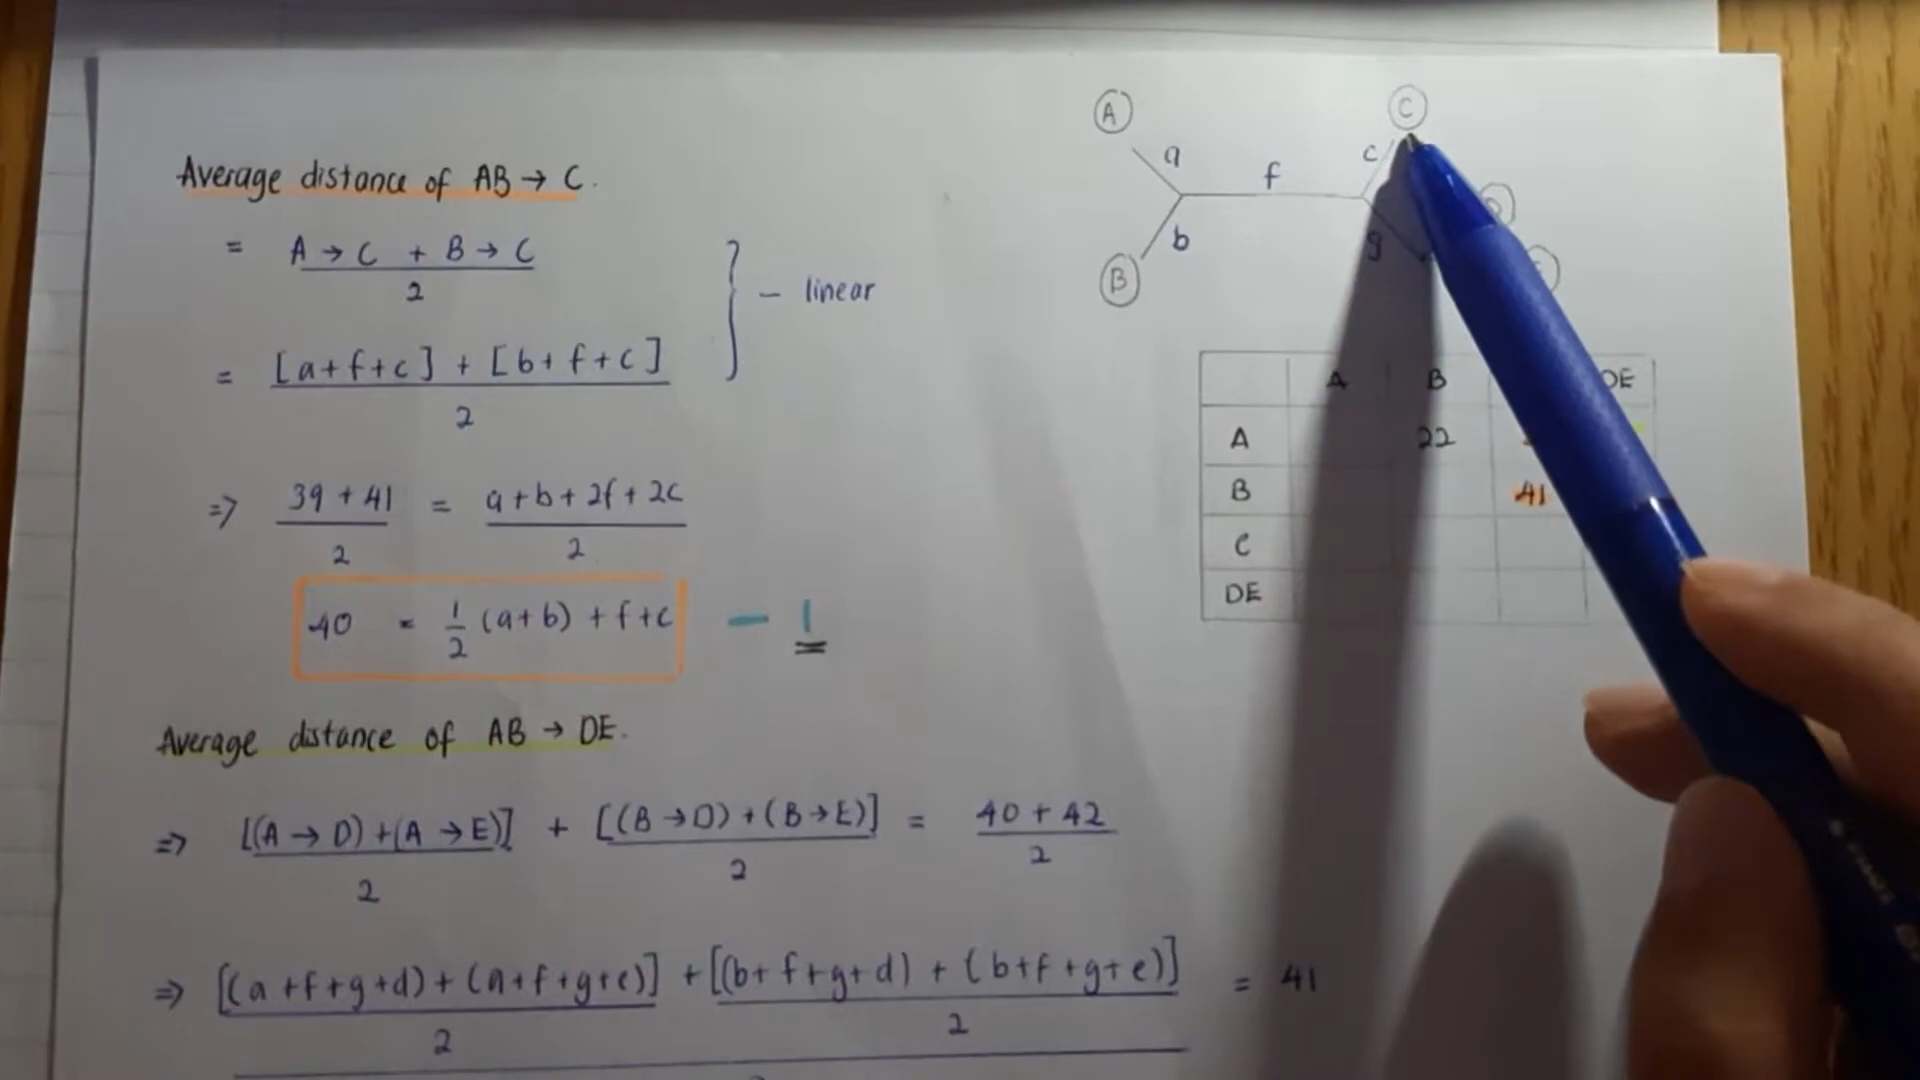 Average distance of AB → C.
= A → C + B → C
2
} — linear
= [a+f+c] + [b+f+c]
2
⇒ 39 + 41 = a+b+2f+2c
2 2
40 = 1/2 (a+b) + f+c — 1
Average distance of AB → DE.
⇒ [(A → D) + (A → E)] + [(B → D) + (B → E)] = 40 + 42
2 2 2
⇒ [(a+f+g+d) + (a+f+g+e)] + [(b+f+g+d) + (b+f+g+e)] = 41
2 2
A C
a f c
b g
B
A B DE
A 22
B 41
C
DE